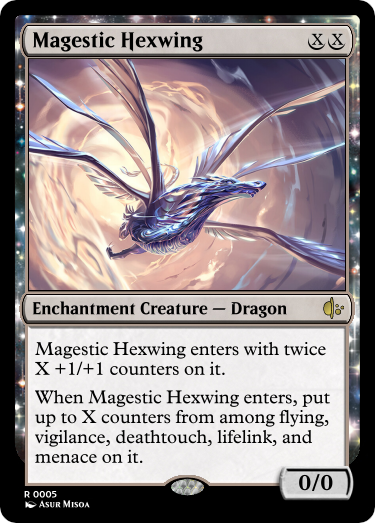 Magestic Hexwing XX
Enchantment Creature — Dragon
Magestic Hexwing enters with twice
X +1/+1 counters on it.
When Magestic Hexwing enters, put
up to X counters from among flying,
vigilance, deathtouch, lifelink, and
menace on it.
0/0
R 0005
Asur Misoa